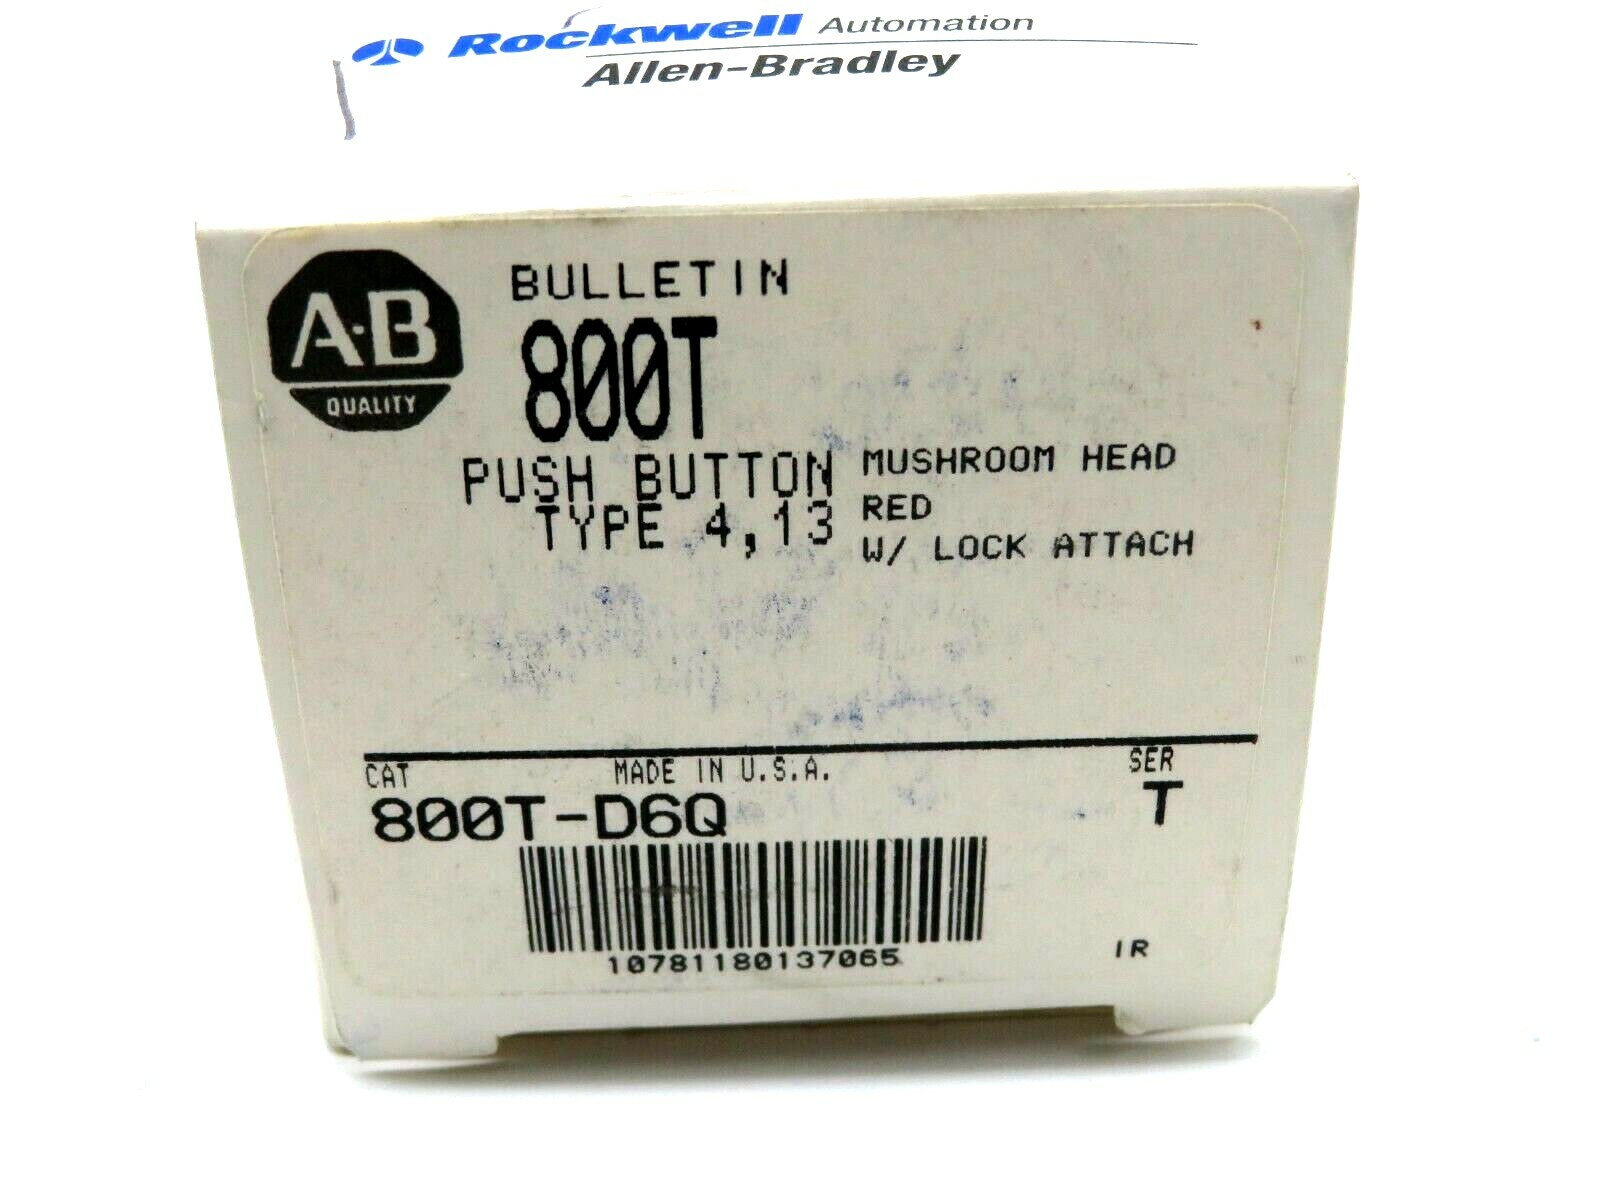 Rockwell Automation
Allen-Bradley
A-B
QUALITY
BULLETIN
800T
PUSH BUTTON
TYPE 4,13
MUSHROOM HEAD
RED
W/ LOCK ATTACH
CAT
MADE IN U.S.A.
SER
800T-D6Q
T
10781180137065
IR